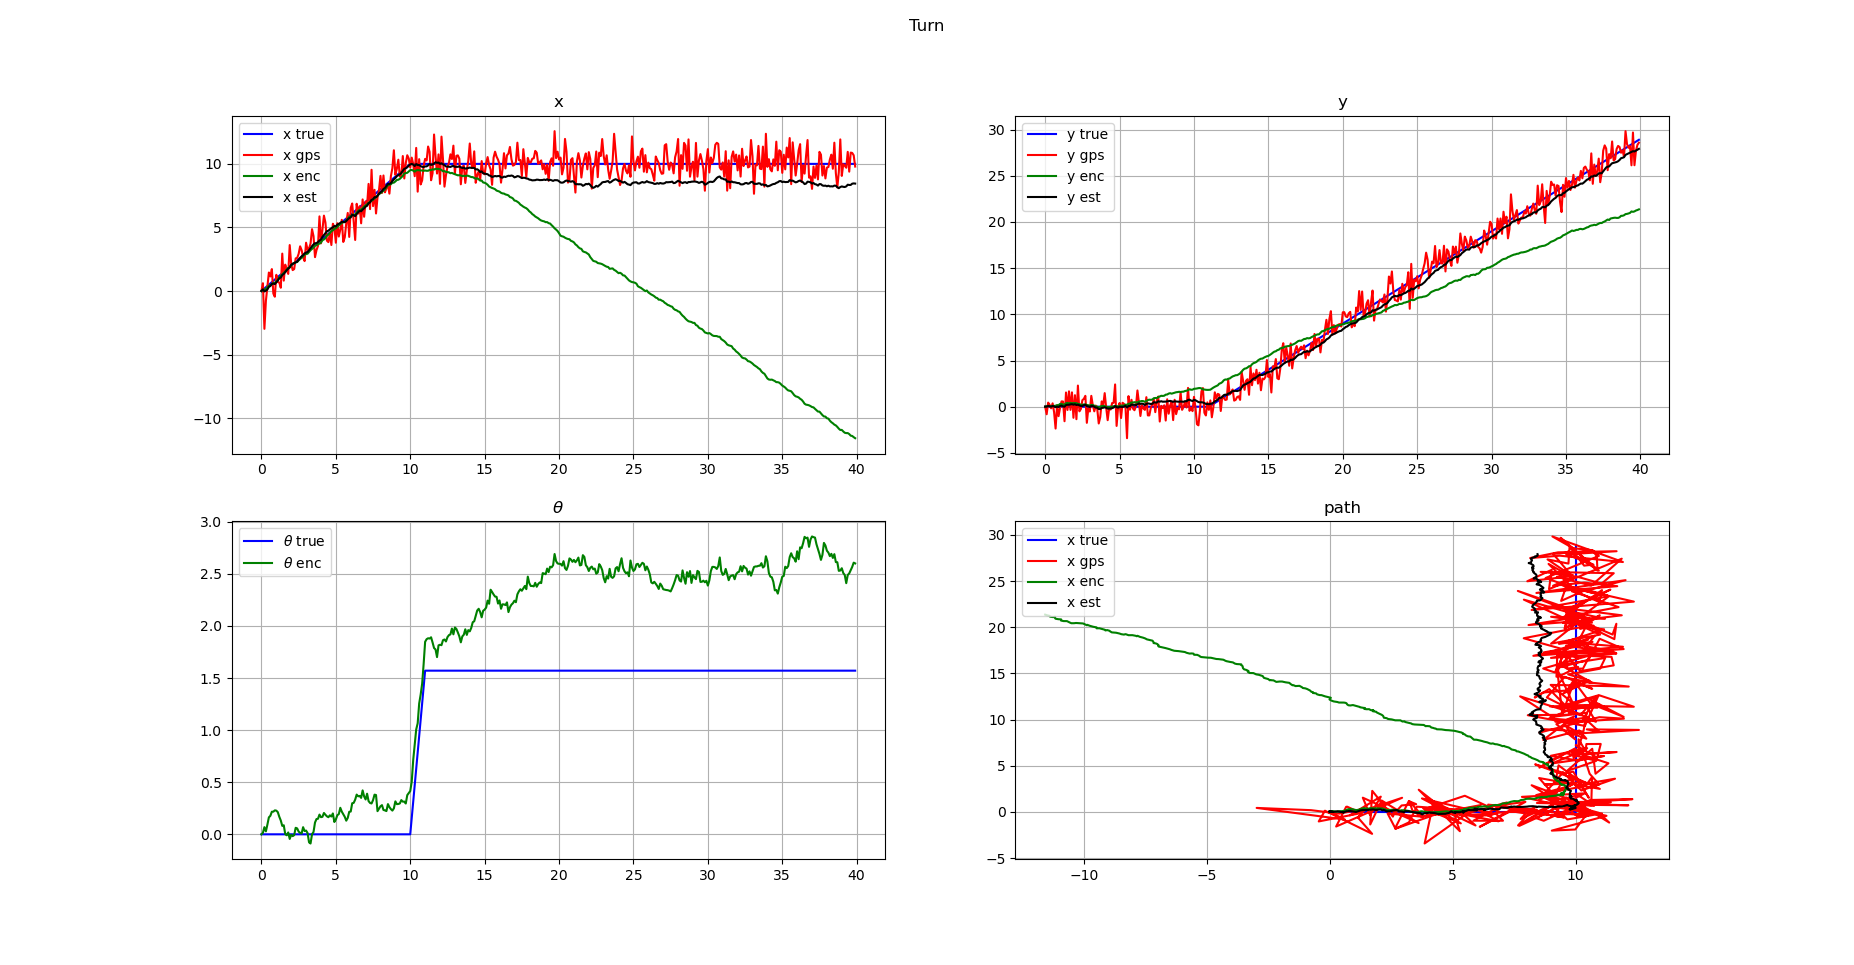 Turn
x
x true
x gps
x enc
x est
10
5
0
−5
−10
0 5 10 15 20 25 30 35 40
y
y true
y gps
y enc
y est
30
25
20
15
10
5
0
−5
0 5 10 15 20 25 30 35 40
θ
θ true
θ enc
3.0
2.5
2.0
1.5
1.0
0.5
0.0
0 5 10 15 20 25 30 35 40
path
x true
x gps
x enc
x est
30
25
20
15
10
5
0
−5
−10 −5 0 5 10